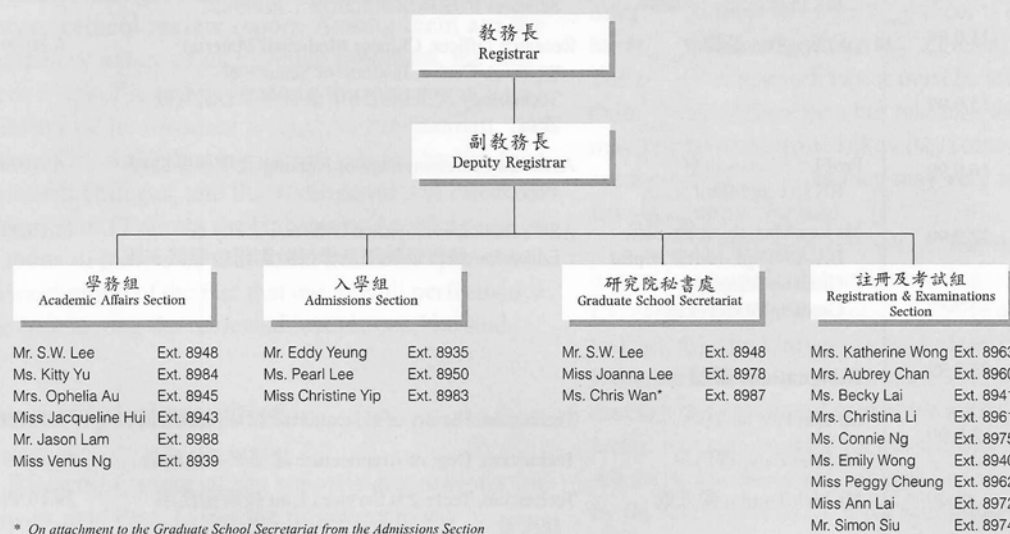 教務長
Registrar
副教務長
Deputy Registrar
學務組
Academic Affairs Section
Mr. S.W. Lee Ext. 8948
Ms. Kitty Yu Ext. 8984
Mrs. Ophelia Au Ext. 8945
Miss Jacqueline Hui Ext. 8943
Mr. Jason Lam Ext. 8988
Miss Venus Ng Ext. 8939
入學組
Admissions Section
Mr. Eddy Yeung Ext. 8935
Ms. Pearl Lee Ext. 8950
Miss Christine Yip Ext. 8983
研究院秘書處
Graduate School Secretariat
Mr. S.W. Lee Ext. 8948
Miss Joanna Lee Ext. 8978
Ms. Chris Wan* Ext. 8987
註冊及考試組
Registration & Examinations
Section
Mrs. Katherine Wong Ext. 8963
Mrs. Aubrey Chan Ext. 8960
Ms. Becky Lai Ext. 8941
Mrs. Christina Li Ext. 8961
Ms. Connie Ng Ext. 8975
Ms. Emily Wong Ext. 8940
Miss Peggy Cheung Ext. 8962
Miss Ann Lai Ext. 8972
Mr. Simon Siu Ext. 8974
* On attachment to the Graduate School Secretariat from the Admissions Section